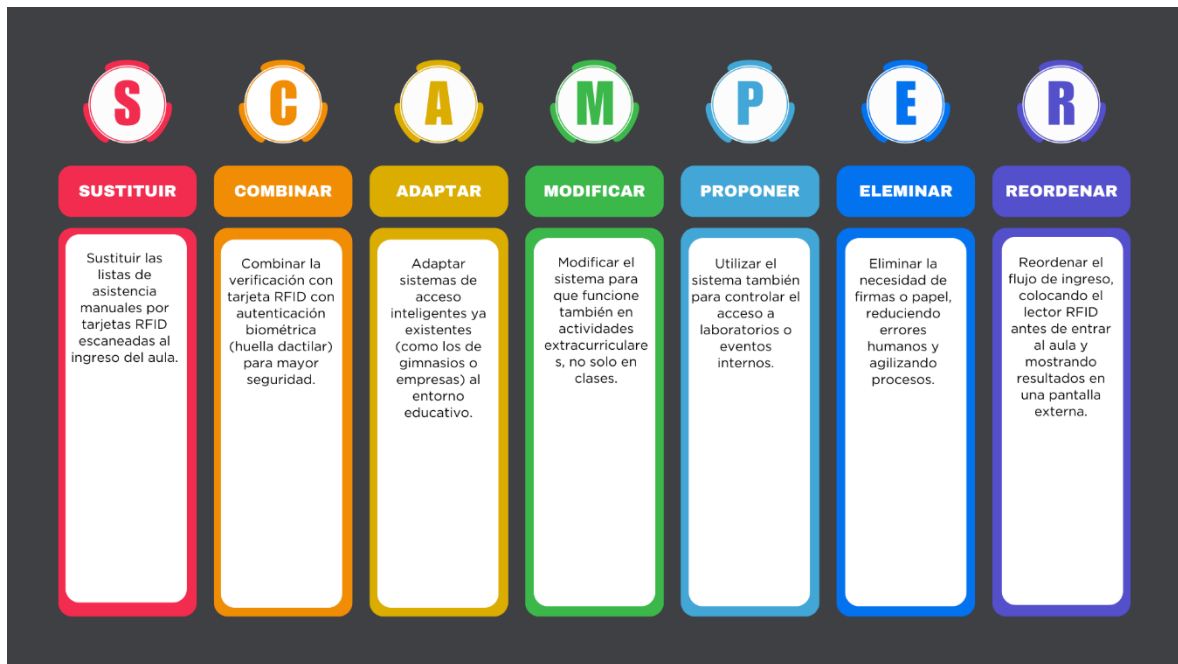 S
C
A
M
P
E
R
SUSTITUIR
COMBINAR
ADAPTAR
MODIFICAR
PROPONER
ELEMINAR
REORDENAR
Sustituir las
listas de
asistencia
manuales por
tarjetas RFID
escaneadas al
ingreso del aula.
Combinar la
verificación con
tarjeta RFID con
autenticación
biométrica
(huella dactilar)
para mayor
seguridad.
Adaptar
sistemas de
acceso
inteligentes ya
existentes
(como los de
gimnasios o
empresas) al
entorno
educativo.
Modificar el
sistema para
que funcione
también en
actividades
extracurriculare
s, no solo en
clases.
Utilizar el
sistema también
para controlar el
acceso a
laboratorios o
eventos
internos.
Eliminar la
necesidad de
firmas o papel,
reduciendo
errores
humanos y
agilizando
procesos.
Reordenar el
flujo de ingreso,
colocando el
lector RFID
antes de entrar
al aula y
mostrando
resultados en
una pantalla
externa.